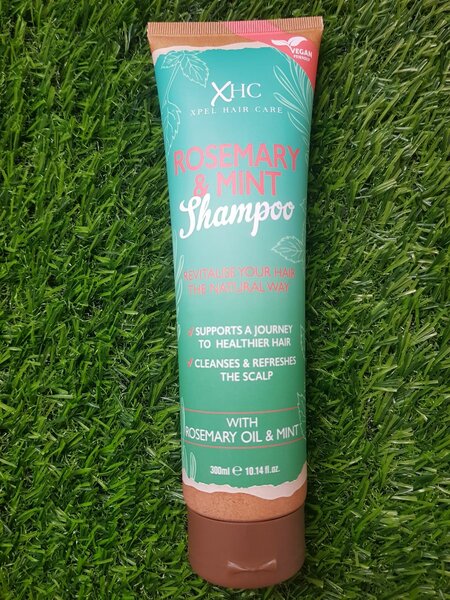 VEGAN
FRIENDLY
XHC
XPEL HAIR CARE
ROSEMARY
& MINT
Shampoo
REVITALISE YOUR HAIR
THE NATURAL WAY
SUPPORTS A JOURNEY
TO HEALTHIER HAIR
CLEANSES & REFRESHES
THE SCALP
WITH
ROSEMARY OIL & MINT
300ml e 10.14 fl.oz.